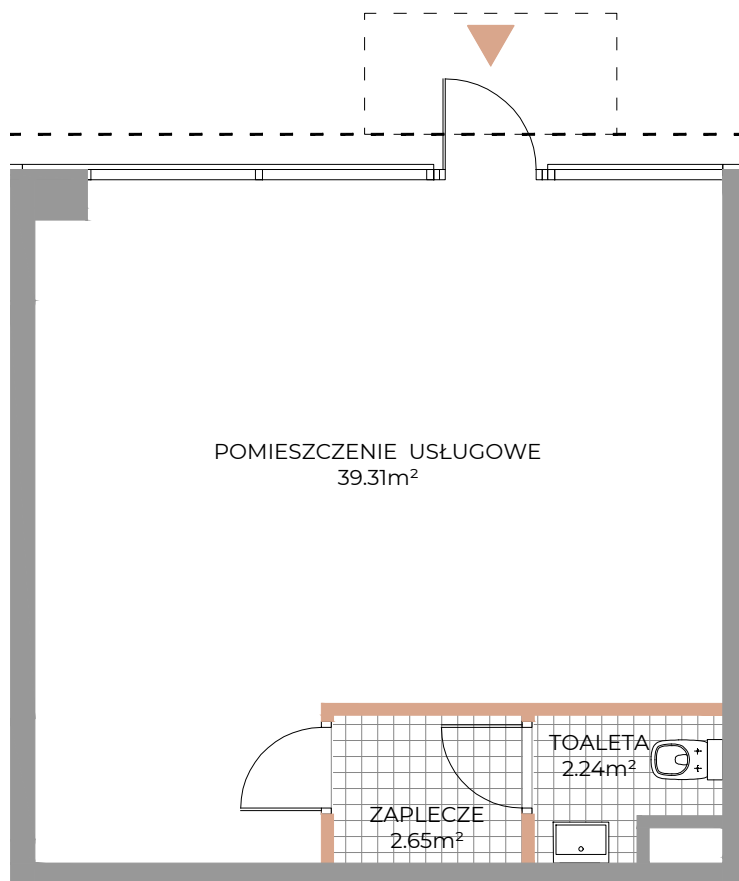 POMIESZCZENIE USŁUGOWE
39.31m²
TOALETA
2.24m²
ZAPLECZE
2.65m²